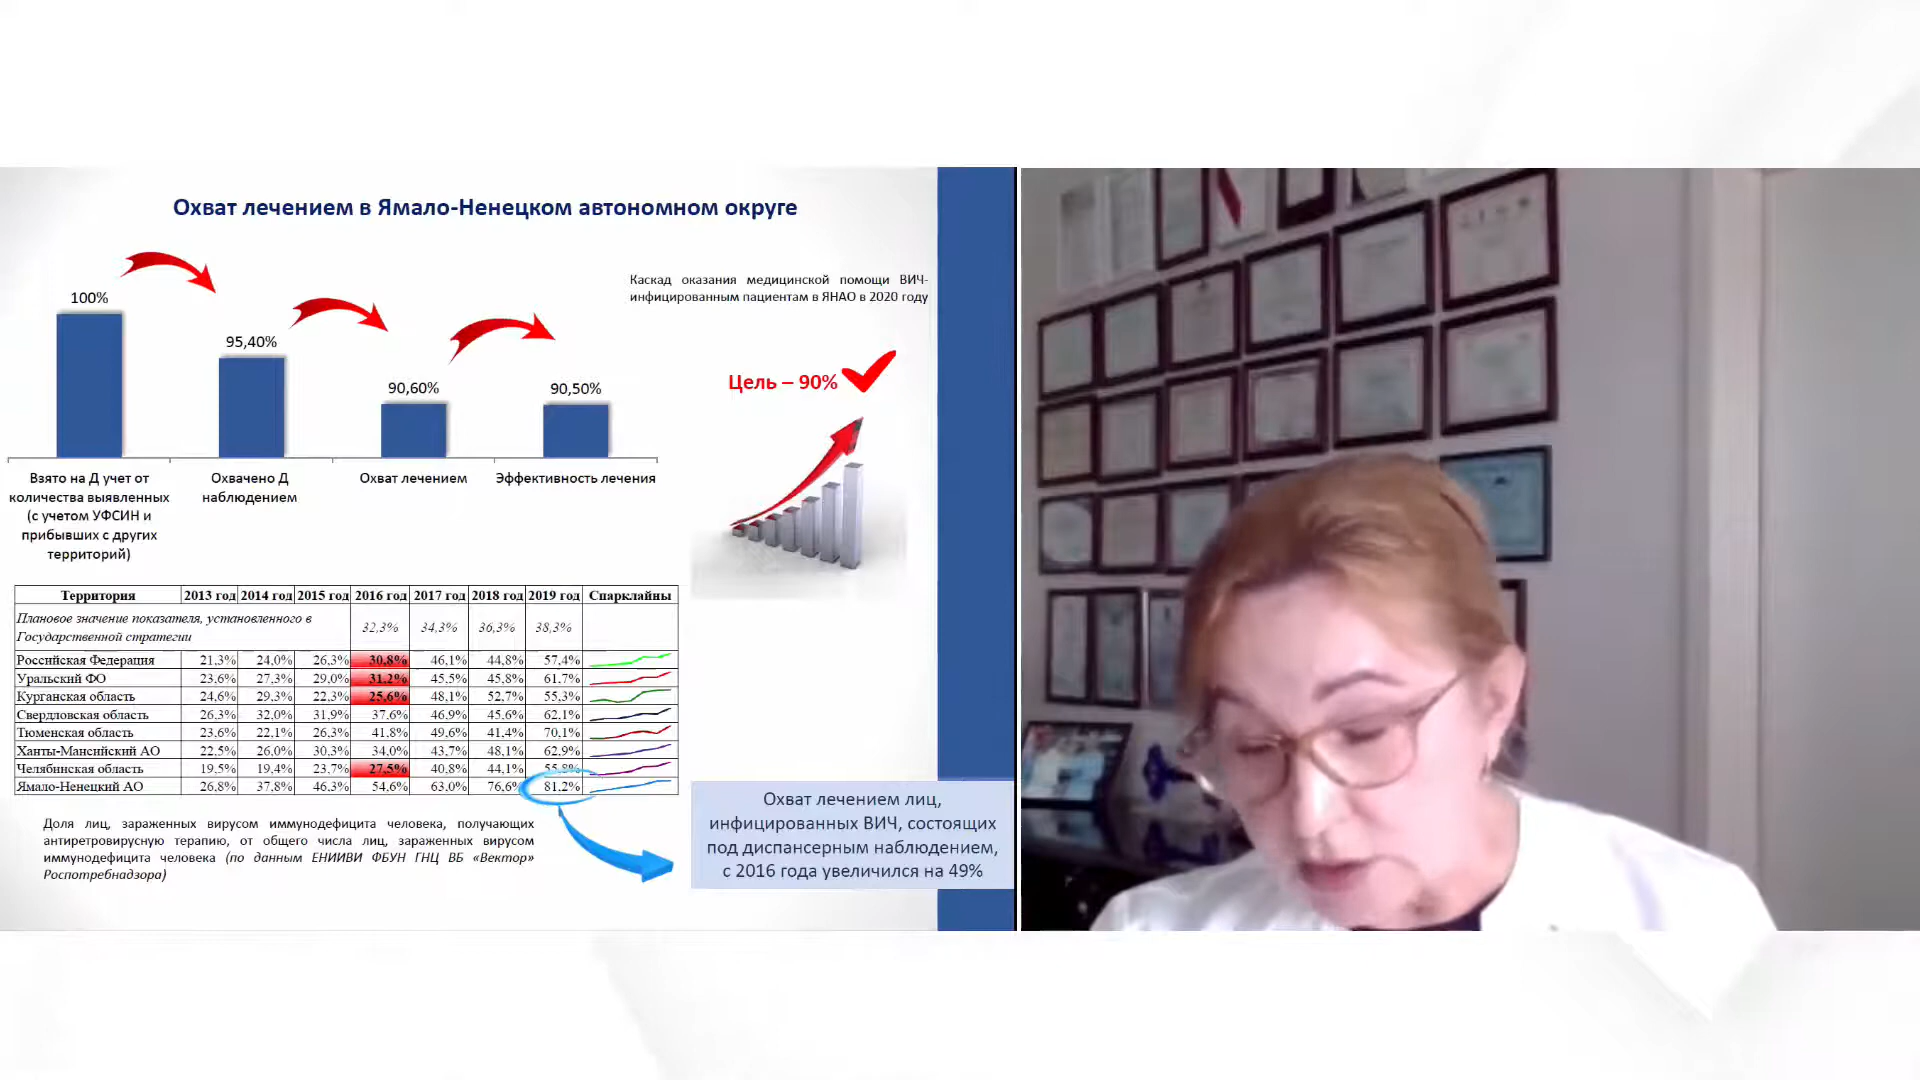 Охват лечением в Ямало-Ненецком автономном округе
Каскад оказания медицинской помощи ВИЧ-
инфицированным пациентам в ЯНАО в 2020 году
100%
95,40%
90,60%
90,50%
Цель – 90%
Взято на Д учет от
количества выявленных
(с учетом УФСИН и
прибывших с других
территорий)
Охвачено Д
наблюдением
Охват лечением
Эффективность лечения
Территория 2013 год 2014 год 2015 год 2016 год 2017 год 2018 год 2019 год Спарклайны
Плановое значение показателя, установленного в
Государственной стратегии
32,3% 34,3% 36,3% 38,3%
Российская Федерация 21,3% 24,0% 26,3% 30,8% 46,1% 44,8% 57,4%
Уральский ФО 23,6% 27,3% 29,0% 31,2% 45,5% 45,8% 61,7%
Курганская область 24,6% 29,3% 22,3% 25,6% 48,1% 52,7% 55,3%
Свердловская область 26,3% 32,0% 31,9% 37,6% 46,9% 45,6% 62,1%
Тюменская область 23,6% 22,1% 26,3% 41,8% 49,6% 41,4% 70,1%
Ханты-Мансийский АО 22,5% 26,0% 30,3% 34,0% 43,7% 48,1% 62,9%
Челябинская область 19,5% 19,4% 23,7% 27,5% 40,8% 44,1% 55,8%
Ямало-Ненецкий АО 26,8% 37,8% 46,3% 54,6% 63,0% 76,6% 81,2%
Доля лиц, зараженных вирусом иммунодефицита человека, получающих
антиретровирусную терапию, от общего числа лиц, зараженных вирусом
иммунодефицита человека (по данным ЕНИИВИ ФБУН ГНЦ ВБ «Вектор»
Роспотребнадзора)
Охват лечением лиц,
инфицированных ВИЧ, состоящих
под диспансерным наблюдением,
с 2016 года увеличился на 49%